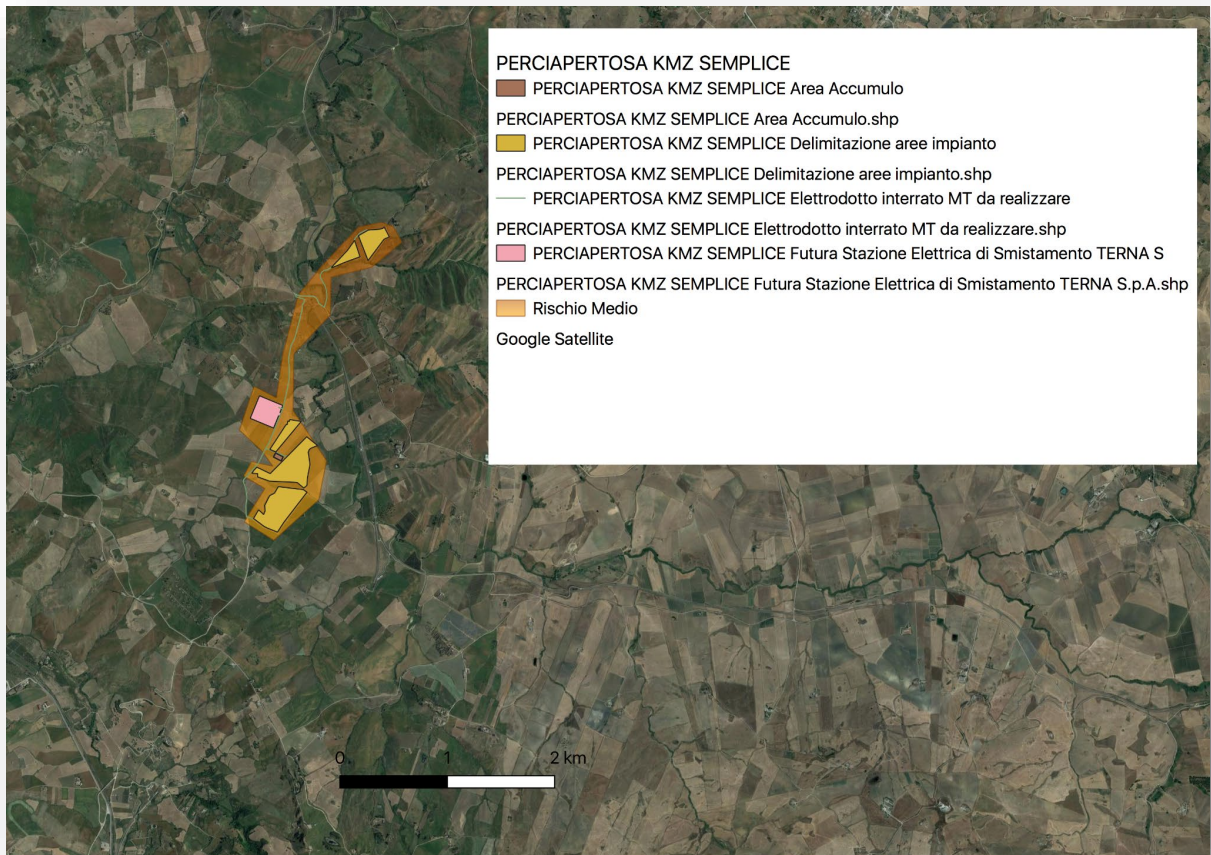 PERCIAPERTOSA KMZ SEMPLICE
PERCIAPERTOSA KMZ SEMPLICE Area Accumulo
PERCIAPERTOSA KMZ SEMPLICE Area Accumulo.shp
PERCIAPERTOSA KMZ SEMPLICE Delimitazione aree impianto
PERCIAPERTOSA KMZ SEMPLICE Delimitazione aree impianto.shp
PERCIAPERTOSA KMZ SEMPLICE Elettrodotto interrato MT da realizzare
PERCIAPERTOSA KMZ SEMPLICE Elettrodotto interrato MT da realizzare.shp
PERCIAPERTOSA KMZ SEMPLICE Futura Stazione Elettrica di Smistamento TERNA S
PERCIAPERTOSA KMZ SEMPLICE Futura Stazione Elettrica di Smistamento TERNA S.p.A.shp
Rischio Medio
Google Satellite
0 1 2 km